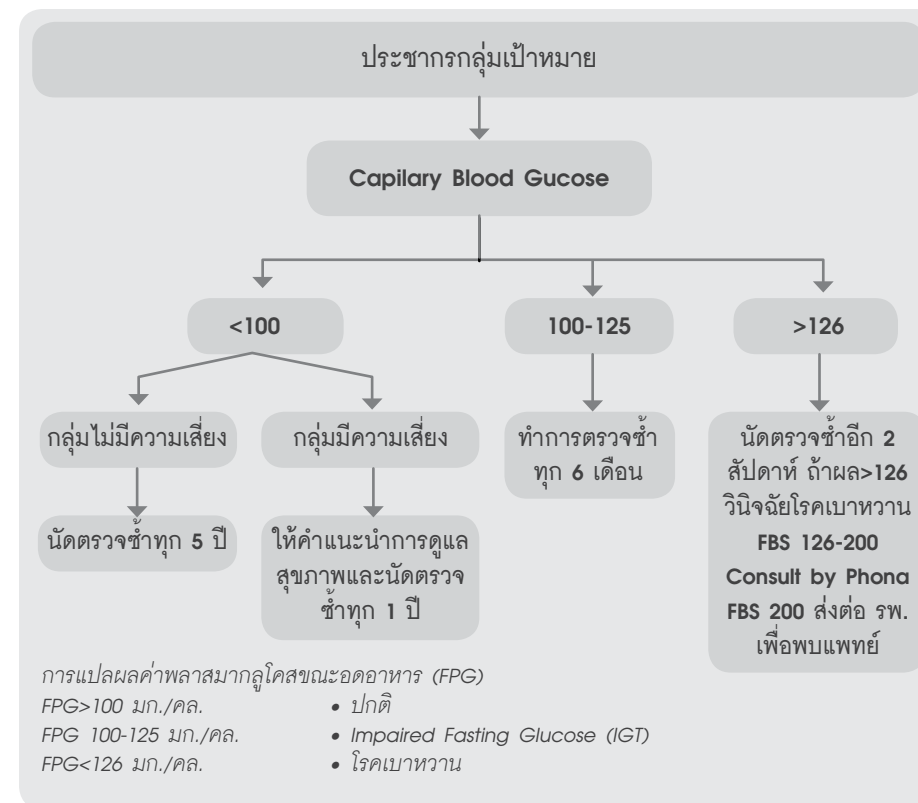 ประชากรกลุ่มเป้าหมาย
Capilary Blood Gucose
<100
100-125
>126
กลุ่มไม่มีความเสี่ยง
กลุ่มมีความเสี่ยง
ทำการตรวจซ้ำ
ทุก 6 เดือน
นัดตรวจซ้ำอีก 2
สัปดาห์ ถ้าผล>126
วินิจฉัยโรคเบาหวาน
FBS 126-200
Consult by Phona
FBS 200 ส่งต่อ รพ.
เพื่อพบแพทย์
นัดตรวจซ้ำทุก 5 ปี
ให้คำแนะนำการดูแล
สุขภาพและนัดตรวจ
ซ้ำทุก 1 ปี
การแปลผลค่าพลาสมากลูโคสขณะอดอาหาร (FPG)
FPG>100 มก./คล. • ปกติ
FPG 100-125 มก./คล. • Impaired Fasting Glucose (IGT)
FPG<126 มก./คล. • โรคเบาหวาน